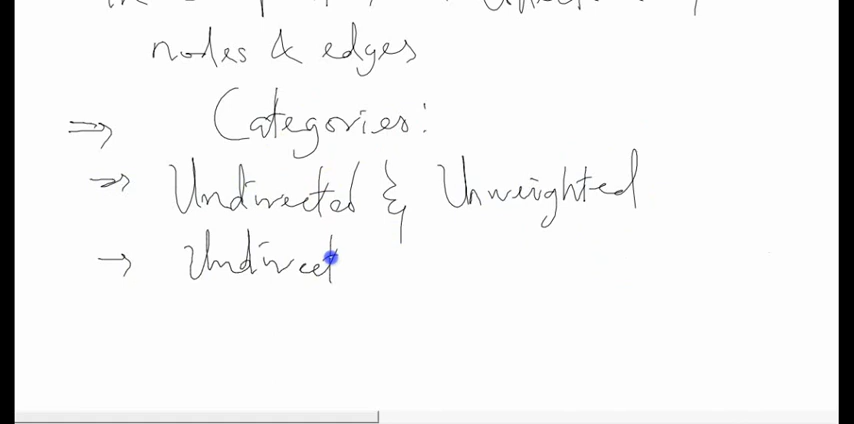 nodes & edges
⇒ Categories:
→ Undirected & Unweighted
→ Undirect